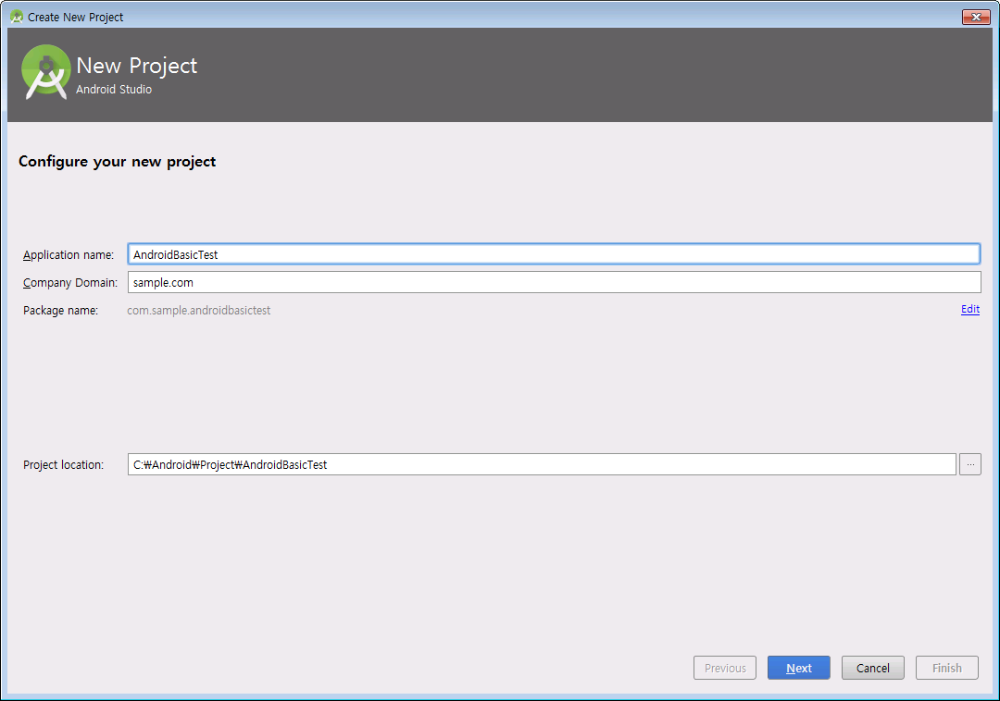 Create New Project
New Project
Android Studio
Configure your new project
Application name: AndroidBasicTest
Company Domain: sample.com
Package name: com.sample.androidbasictest Edit
Project location: C:₩Android₩Project₩AndroidBasicTest ...
Previous Next Cancel Finish